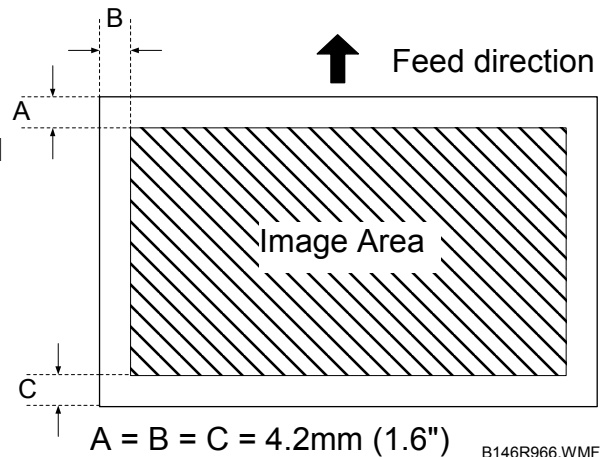 B
Feed direction
A
Image Area
C
A = B = C = 4.2mm (1.6")
B146R966.WMF